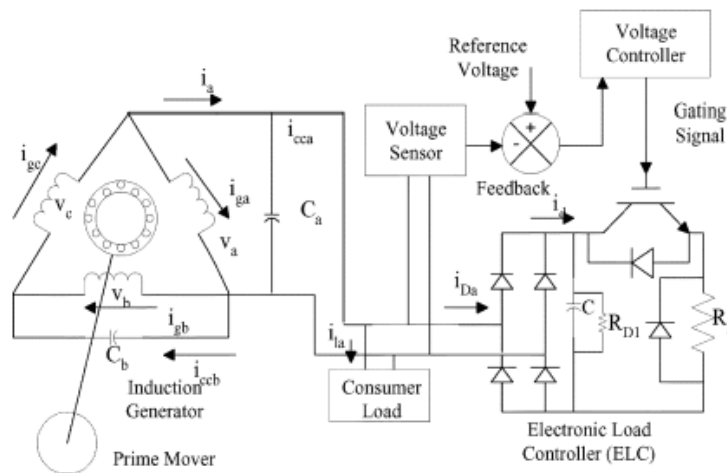 Reference
Voltage
Voltage
Controller
i_a
i_cca
Voltage
Sensor
+
-
Feedback
Gating
Signal
i_gc
v_c
i_ga
v_a
C_a
i_d
v_b
i_gb
C_b
i_ccb
i_Da
i_la
C
R_D1
R
Consumer
Load
Induction
Generator
Prime Mover
Electronic Load
Controller (ELC)